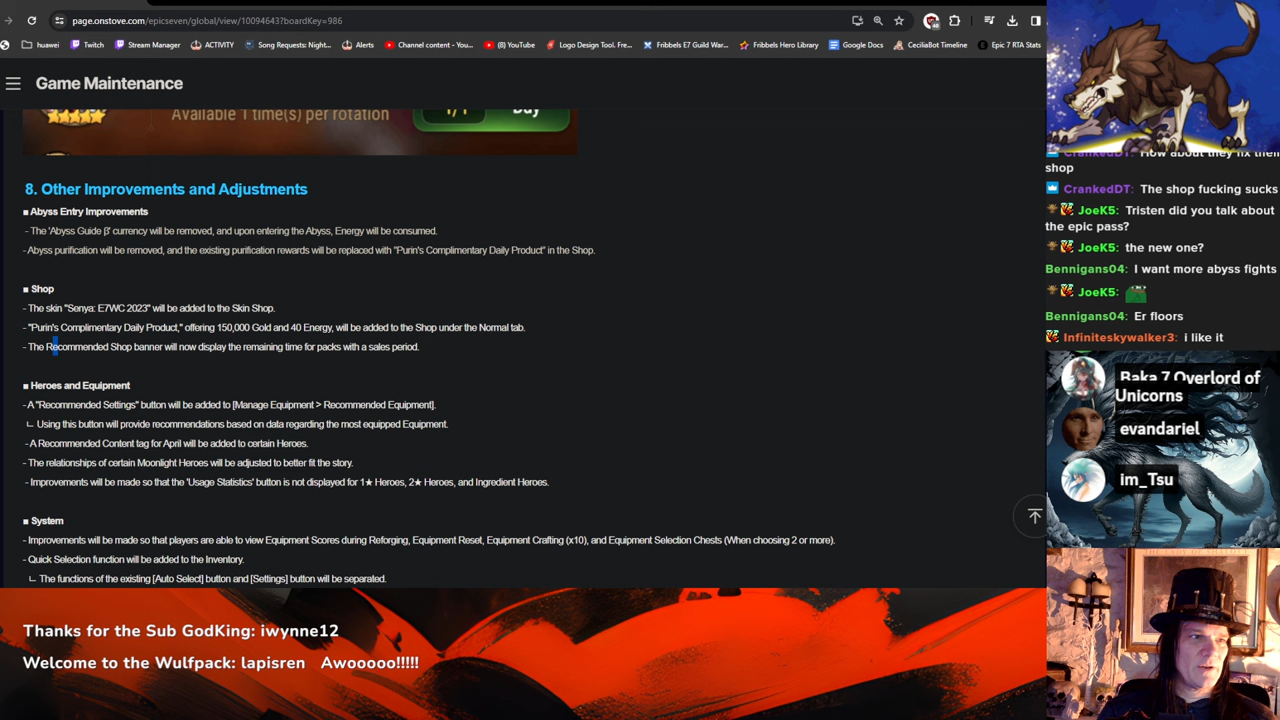 page.onstove.com/epicseven/global/view/10094643?boardKey=986
huawei
Twitch
Stream Manager
ACTIVITY
Song Requests: Night...
Alerts
Channel content - You...
(8) YouTube
Logo Design Tool. Fre...
Fribbels E7 Guild War...
Fribbels Hero Library
Google Docs
CeciliaBot Timeline
Epic 7 RTA Stats
Game Maintenance
Available 1 time(s) per rotation
1/1
Buy
8. Other Improvements and Adjustments
■ Abyss Entry Improvements
- The 'Abyss Guide β' currency will be removed, and upon entering the Abyss, Energy will be consumed.
- Abyss purification will be removed, and the existing purification rewards will be replaced with "Purin's Complimentary Daily Product" in the Shop.
■ Shop
- The skin "Senya: E7WC 2023" will be added to the Skin Shop.
- "Purin's Complimentary Daily Product," offering 150,000 Gold and 40 Energy, will be added to the Shop under the Normal tab.
- The Recommended Shop banner will now display the remaining time for packs with a sales period.
■ Heroes and Equipment
- A "Recommended Settings" button will be added to [Manage Equipment > Recommended Equipment].
ㄴ Using this button will provide recommendations based on data regarding the most equipped Equipment.
- A Recommended Content tag for April will be added to certain Heroes.
- The relationships of certain Moonlight Heroes will be adjusted to better fit the story.
- Improvements will be made so that the 'Usage Statistics' button is not displayed for 1★ Heroes, 2★ Heroes, and Ingredient Heroes.
■ System
- Improvements will be made so that players are able to view Equipment Scores during Reforging, Equipment Reset, Equipment Crafting (x10), and Equipment Selection Chests (When choosing 2 or more).
- Quick Selection function will be added to the Inventory.
ㄴ The functions of the existing [Auto Select] button and [Settings] button will be separated.
Thanks for the Sub GodKing: iwynne12
Welcome to the Wulfpack: lapisren Awooooo!!!!!
CrankedDT: How about they fix their
shop
CrankedDT: The shop fucking sucks
JoeK5: Tristen did you talk about
the epic pass?
JoeK5: the new one?
Bennigans04: I want more abyss fights
JoeK5:
Bennigans04: Er floors
Infiniteskywalker3: i like it
Baka 7 Overlord of
Unicorns
evandariel
im_Tsu